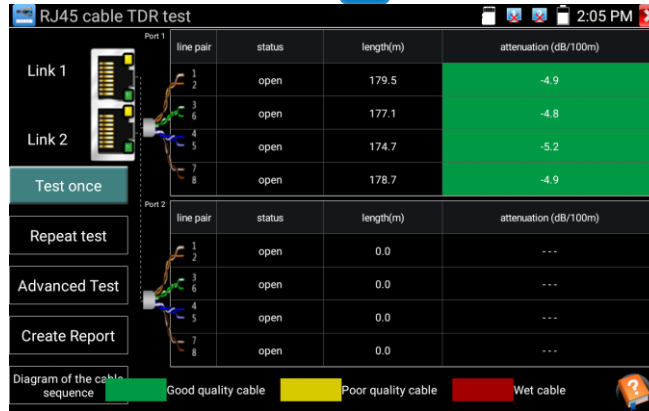 RJ45 cable TDR test
2:05 PM
Link 1
Link 2
Test once
Repeat test
Advanced Test
Create Report
Diagram of the cable
sequence
Port 1
line pair status length(m) attenuation (dB/100m)
1 2 open 179.5 -4.9
3 6 open 177.1 -4.8
4 5 open 174.7 -5.2
7 8 open 178.7 -4.9
Port 2
line pair status length(m) attenuation (dB/100m)
1 2 open 0.0 ---
3 6 open 0.0 ---
4 5 open 0.0 ---
7 8 open 0.0 ---
Good quality cable Poor quality cable Wet cable